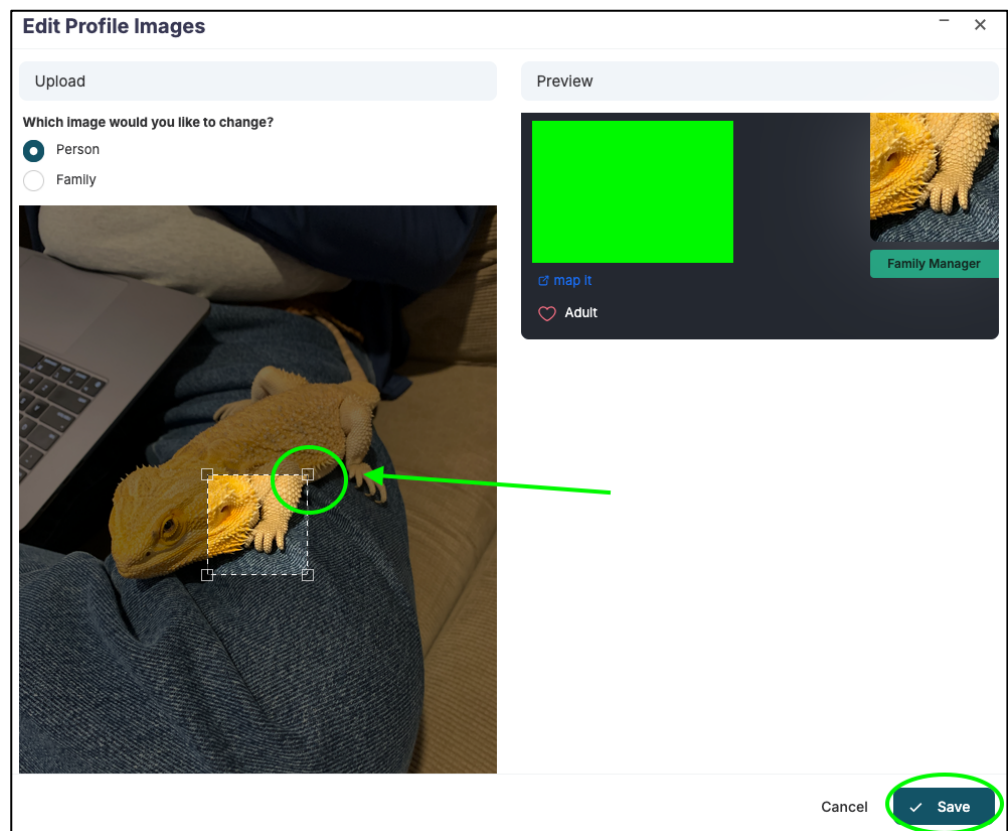 Edit Profile Images
Upload
Which image would you like to change?
Person
Family
Preview
Family Manager
map it
Adult
Cancel
Save